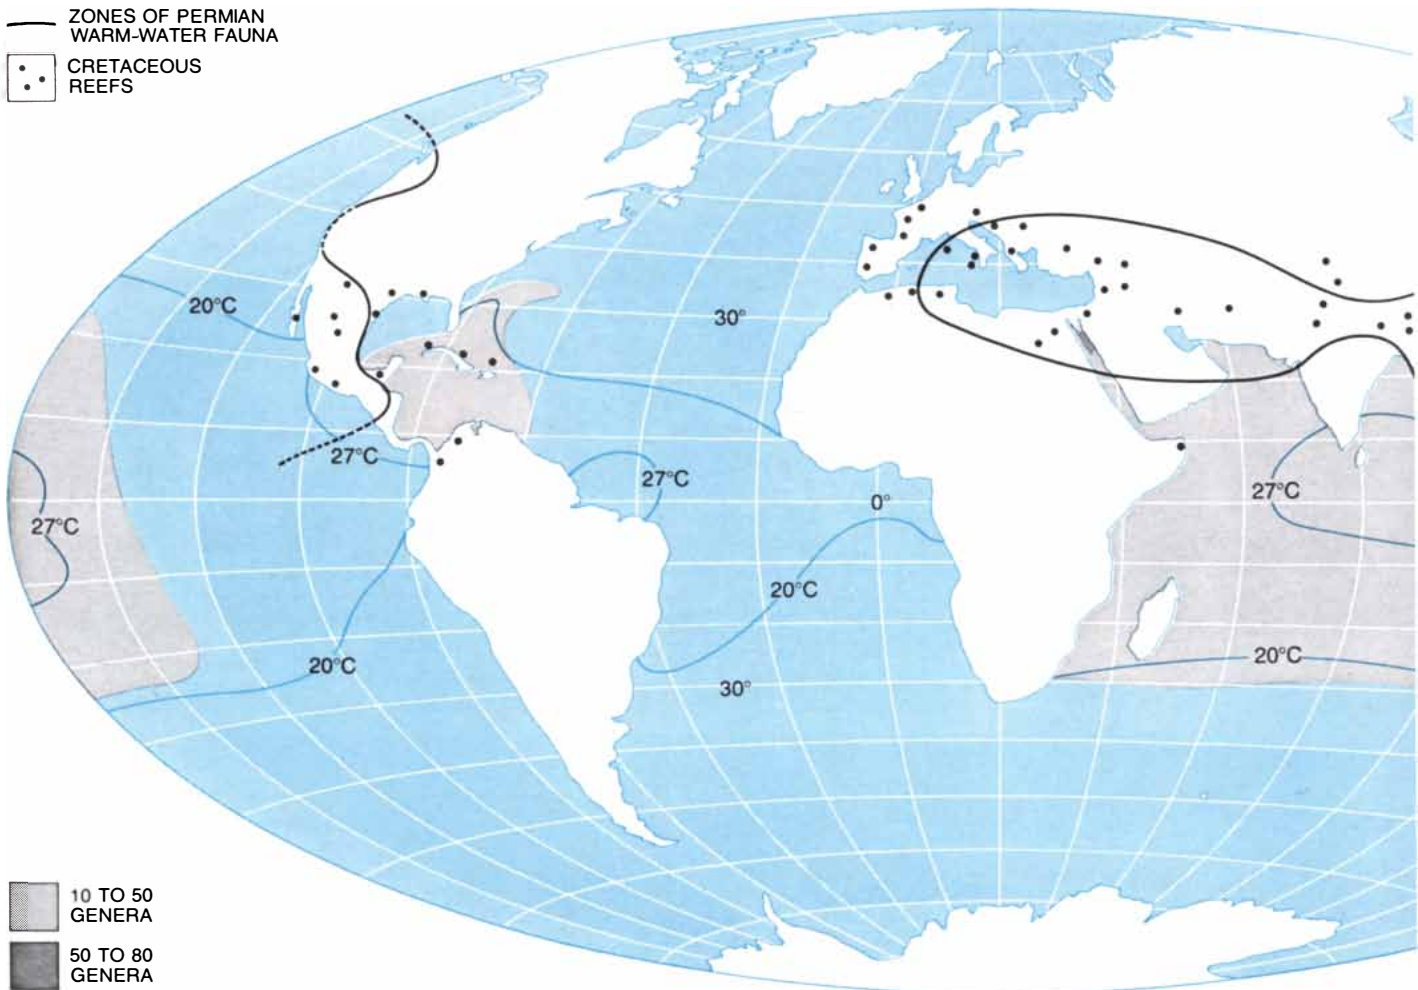 ZONES OF PERMIAN
WARM-WATER FAUNA
CRETACEOUS
REEFS
20°C
30°
27°C
27°C
27°C
0°
27°C
20°C
20°C
20°C
30°
10 TO 50
GENERA
50 TO 80
GENERA